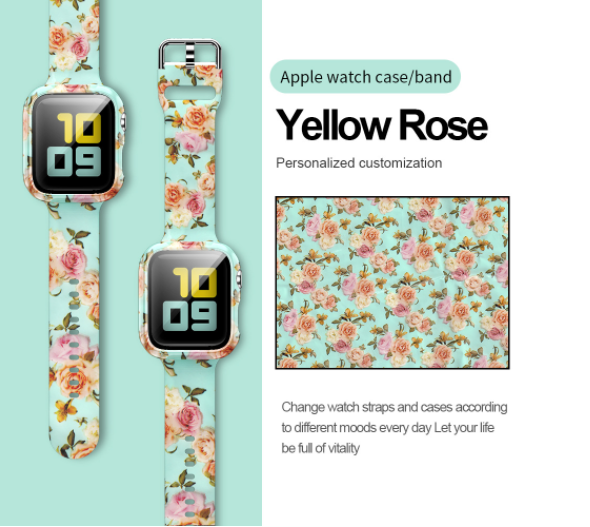 10
09
10
09
Apple watch case/band
Yellow Rose
Personalized customization
Change watch straps and cases according
to different moods every day Let your life
be full of vitality